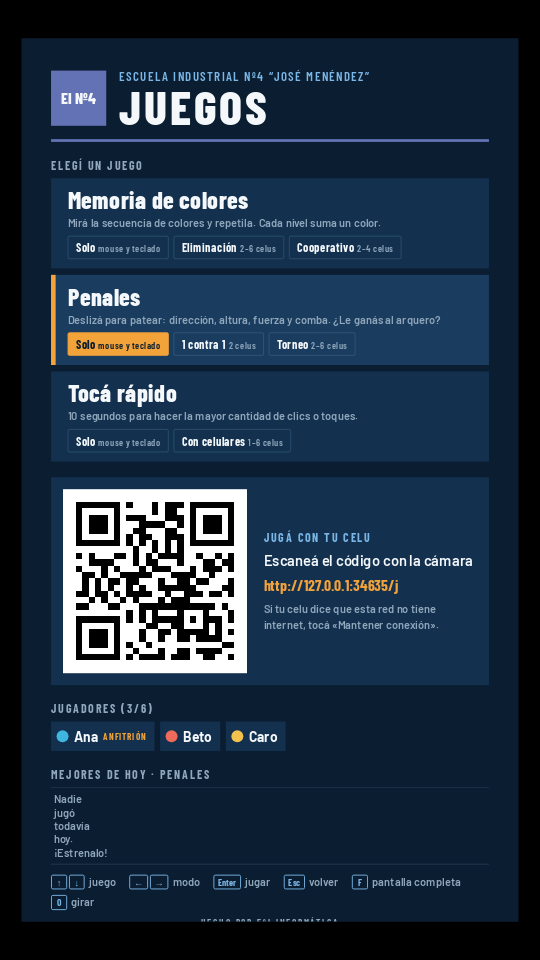 EI Nº4
ESCUELA INDUSTRIAL Nº4 “JOSÉ MENÉNDEZ”
JUEGOS
ELEGÍ UN JUEGO
Memoria de colores
Mirá la secuencia de colores y repetila. Cada nivel suma un color.
Solo mouse y teclado Eliminación 2–6 celus Cooperativo 2–4 celus
Penales
Deslizá para patear: dirección, altura, fuerza y comba. ¿Le ganás al arquero?
Solo mouse y teclado 1 contra 1 2 celus Torneo 2–6 celus
Tocá rápido
10 segundos para hacer la mayor cantidad de clics o toques.
Solo mouse y teclado Con celulares 1–6 celus
JUGÁ CON TU CELU
Escaneá el código con la cámara
http://127.0.0.1:34635/j
Si tu celu dice que esta red no tiene
internet, tocá «Mantener conexión».
JUGADORES (3/6)
Ana ANFITRIÓN Beto Caro
MEJORES DE HOY · PENALES
Nadie
jugó
todavía
hoy.
¡Estrenalo!
↑ ↓ juego ← → modo Enter jugar Esc volver F pantalla completa
0 girar
HECHO POR E4I INFORMÁTICA